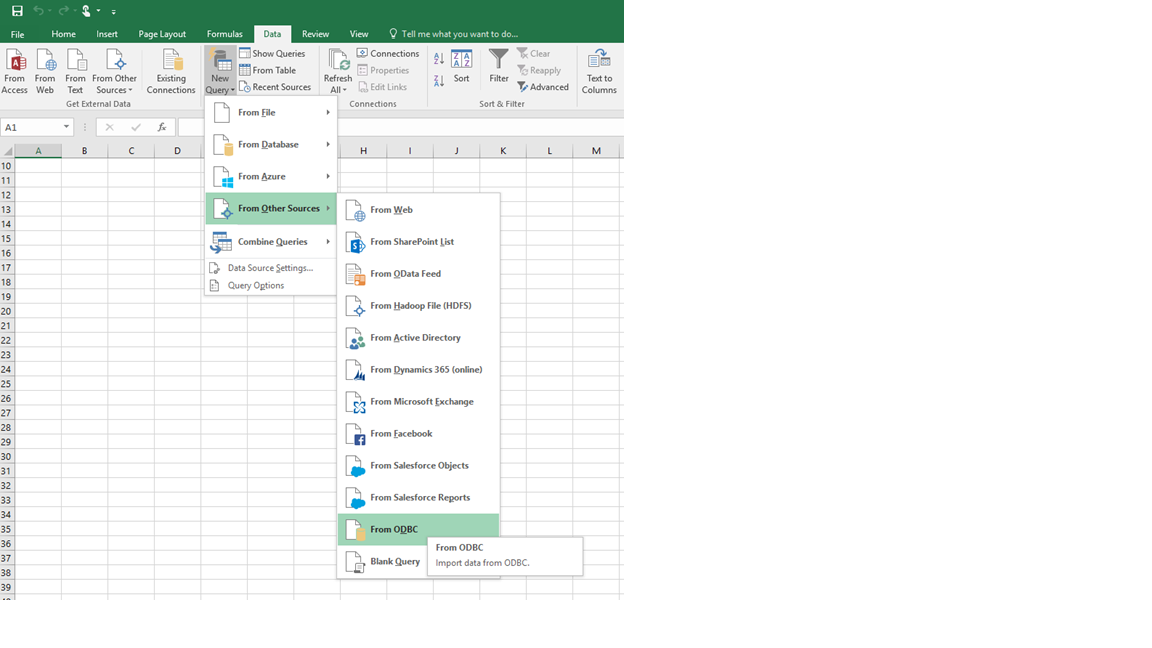 File Home Insert Page Layout Formulas Data Review View Tell me what you want to do...
From Access
From Web
From Text
From Other Sources
Existing Connections
Get External Data
New Query
Show Queries
From Table
Recent Sources
Refresh All
Connections
Properties
Edit Links
Connections
Sort
Filter
Clear
Reapply
Advanced
Sort & Filter
Text to Columns
A1
fx
A B C D H I J K L M
10
11
12
13
14
15
16
17
18
19
20
21
22
23
24
25
26
27
28
29
30
31
32
33
34
35
36
37
38
39
From File
From Database
From Azure
From Other Sources
Combine Queries
Data Source Settings...
Query Options
From Web
From SharePoint List
From OData Feed
From Hadoop File (HDFS)
From Active Directory
From Dynamics 365 (online)
From Microsoft Exchange
From Facebook
From Salesforce Objects
From Salesforce Reports
From ODBC
Blank Query
From ODBC
Import data from ODBC.